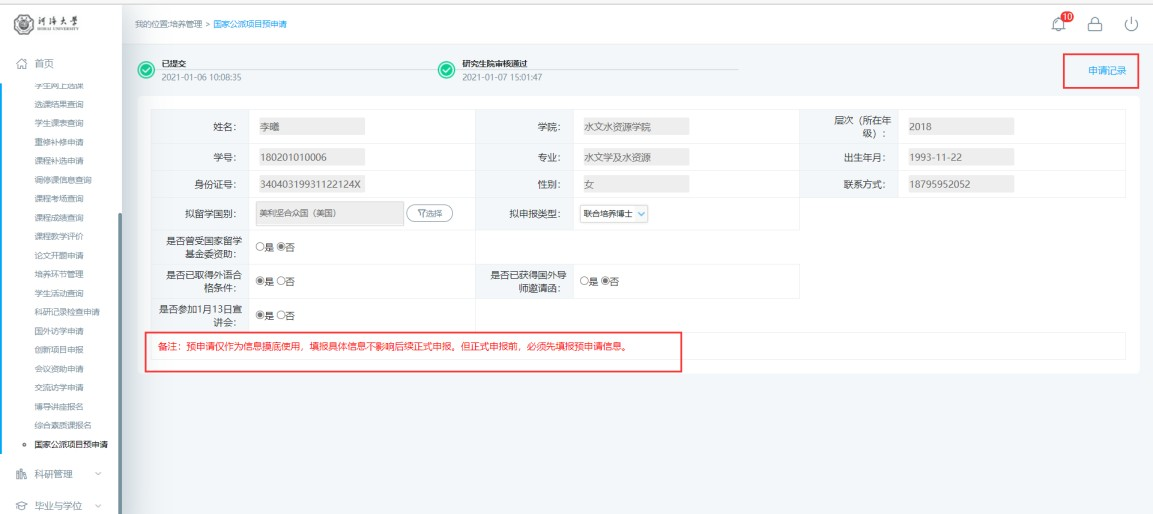 河海大学
HOHAI UNIVERSITY
我的位置:培养管理 > 国家公派项目预申请
10
首页
学生网上选课
选课结果查询
学生课表查询
重修补修申请
课程补选申请
调停课信息查询
课程考场查询
课程成绩查询
课程教学评价
论文开题申请
培养环节管理
学生活动查询
科研记录检查申请
国外访学申请
创新项目申报
会议资助申请
交流访学申请
博导讲座报名
综合素质课报名
国家公派项目预申请
科研管理
毕业与学位
已提交
2021-01-06 10:08:35
研究生院审核通过
2021-01-07 15:01:47
申请记录
姓名: 李曦 学院: 水文水资源学院 层次（所在年级）: 2018
学号: 180201010006 专业: 水文学及水资源 出生年月: 1993-11-22
身份证号: 34040319931122124X 性别: 女 联系方式: 18795952052
拟留学国别: 美利坚合众国（美国） 选择 拟申报类型: 联合培养博士
是否曾受国家留学基金委资助: 是 否
是否已取得外语合格条件: 是 否 是否已获得国外导师邀请函: 是 否
是否参加1月13日宣讲会: 是 否
备注：预申请仅作为信息摸底使用，填报具体信息不影响后续正式申报。但正式申报前，必须先填报预申请信息。